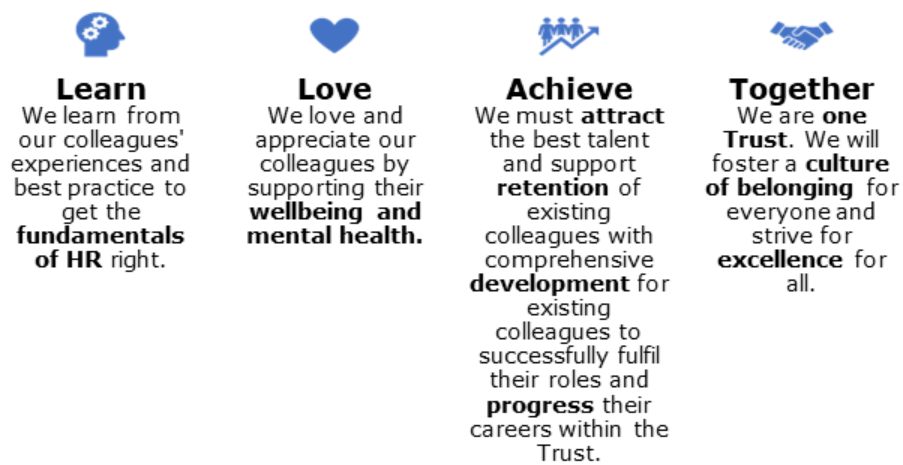 Learn
We learn from
our colleagues'
experiences and
best practice to
get the
fundamentals
of HR right.
Love
We love and
appreciate our
colleagues by
supporting their
wellbeing and
mental health.
Achieve
We must attract
the best talent
and support
retention of
existing
colleagues with
comprehensive
development for
existing
colleagues to
successfully fulfil
their roles and
progress their
careers within the
Trust.
Together
We are one
Trust. We will
foster a culture
of belonging for
everyone and
strive for
excellence for
all.